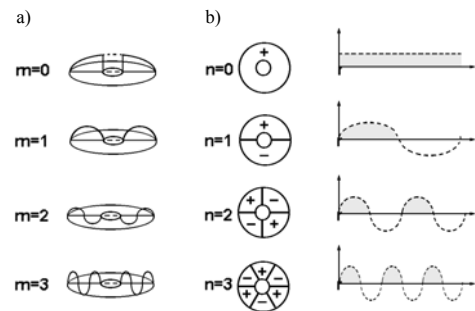 a) b)
m=0 n=0 +
m=1 n=1 + −
m=2 n=2 + − − +
m=3 n=3 − + − + − +